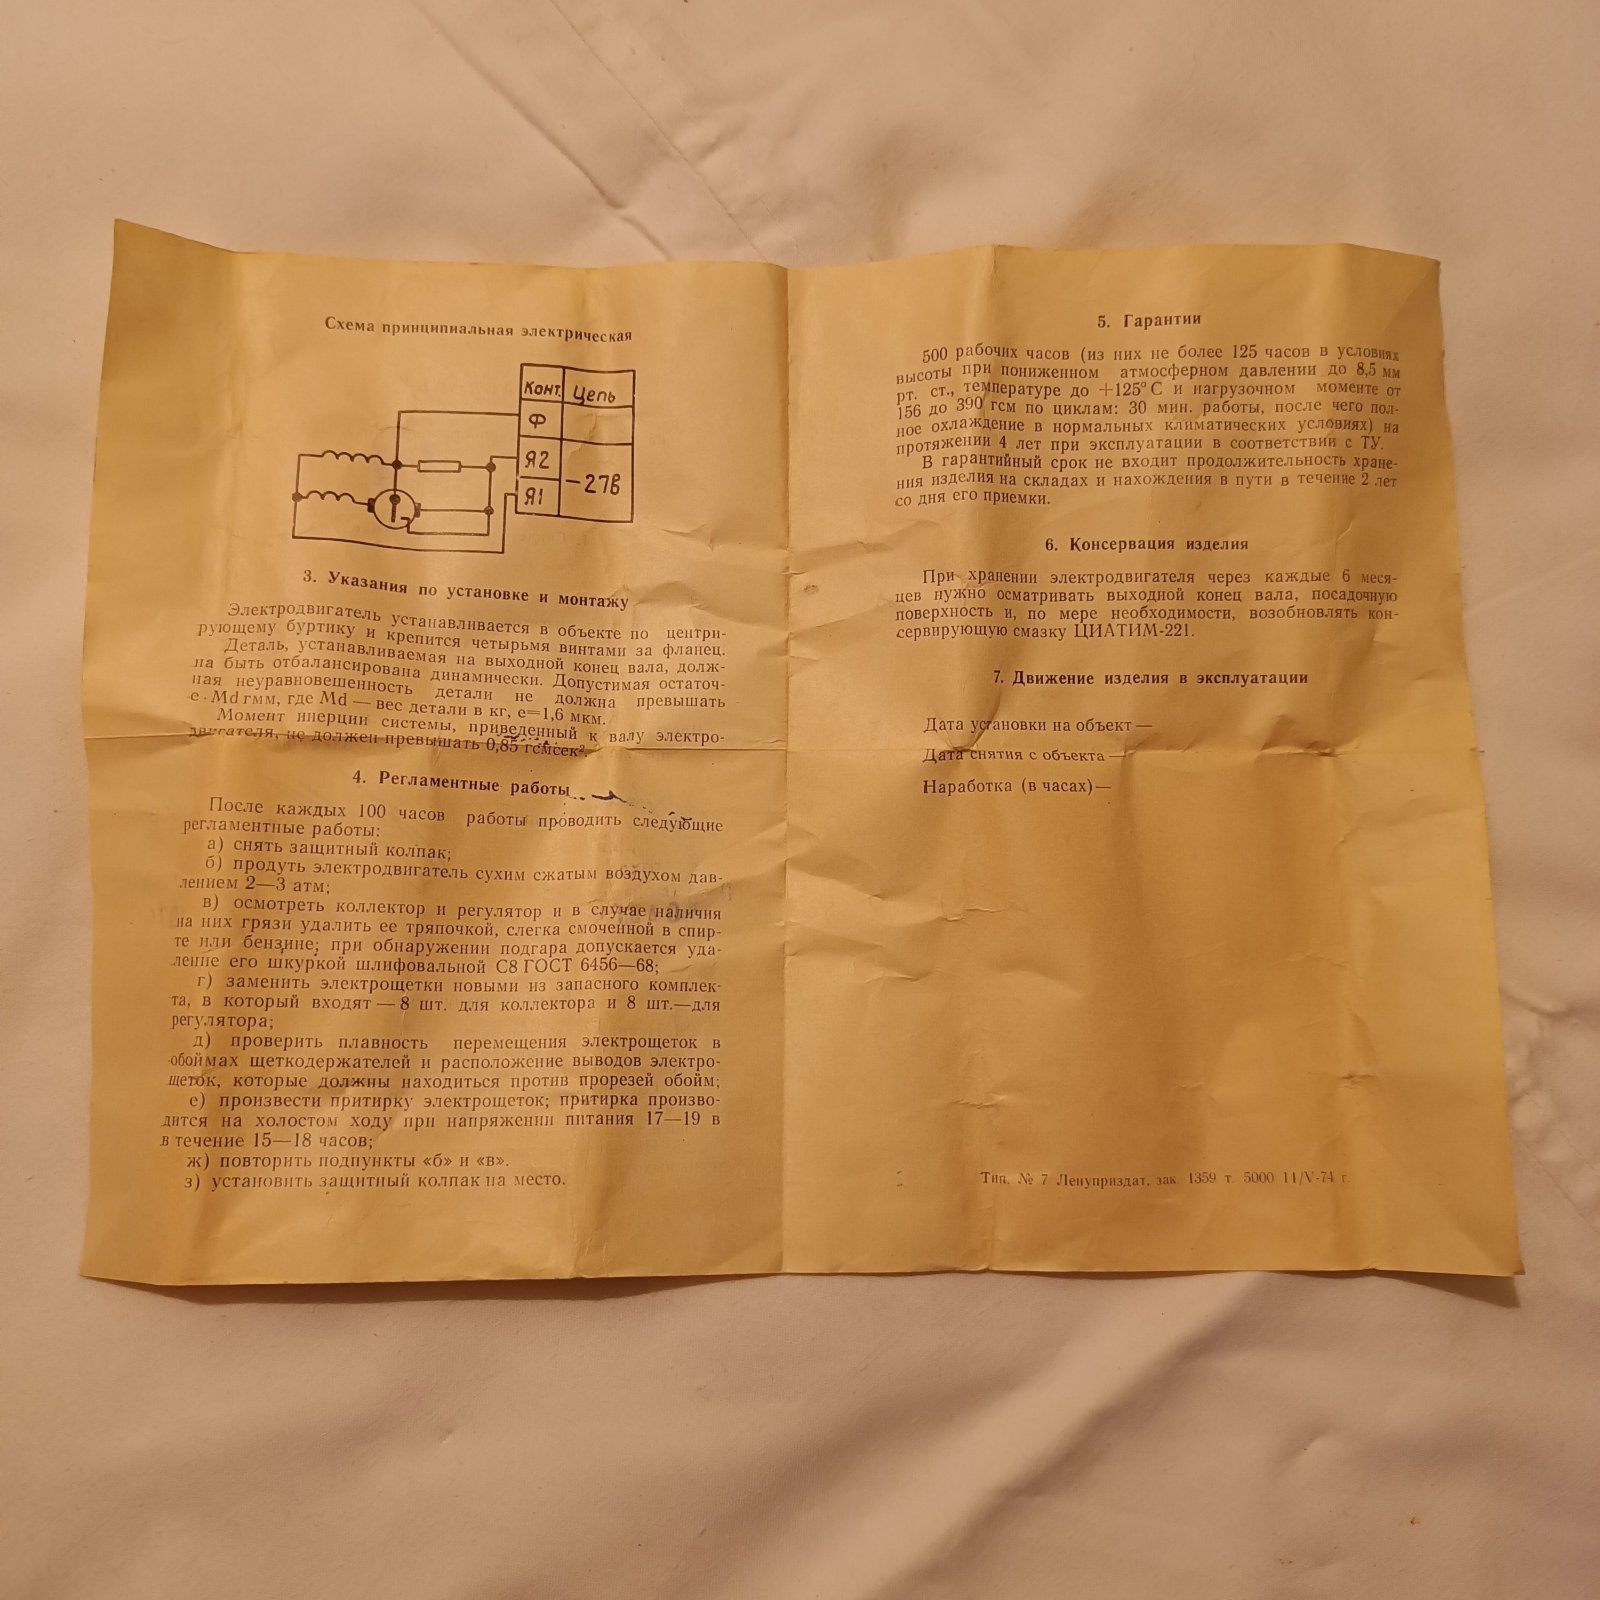 Схема принципиальная электрическая
Конт. Цепь
Ф
Я2
-27в
Я1
3. Указания по установке и монтажу
Электродвигатель устанавливается в объекте по центри-
рующему буртику и крепится четырьмя винтами за фланец.
Деталь, устанавливаемая на выходной конец вала, долж-
на быть отбалансирована динамически. Допустимая остаточ-
ная неуравновешенность детали не должна превышать
е · Мd гмм, где Мd — вес детали в кг, е=1,6 мкм.
Момент инерции системы, приведенный к валу электро-
двигателя, не должен превышать 0,85 гсмсек².
4. Регламентные работы
После каждых 100 часов работы проводить следующие
регламентные работы:
а) снять защитный колпак;
б) продуть электродвигатель сухим сжатым воздухом дав-
лением 2—3 атм;
в) осмотреть коллектор и регулятор и в случае наличия
на них грязи удалить ее тряпочкой, слегка смоченной в спир-
те или бензине; при обнаружении подгара допускается уда-
ление его шкуркой шлифовальной С8 ГОСТ 6456—68;
г) заменить электрощетки новыми из запасного комплек-
та, в который входят — 8 шт. для коллектора и 8 шт.—для
регулятора;
д) проверить плавность перемещения электрощеток в
обоймах щеткодержателей и расположение выводов электро-
щеток, которые должны находиться против прорезей обойм;
е) произвести притирку электрощеток; притирка произво-
дится на холостом ходу при напряжении питания 17—19 в
в течение 15—18 часов;
ж) повторить подпункты «б» и «в».
з) установить защитный колпак на место.
5. Гарантии
500 рабочих часов (из них не более 125 часов в условиях
высоты при пониженном атмосферном давлении до 8,5 мм
рт. ст., температуре до +125° С и нагрузочном моменте от
156 до 390 гсм по циклам: 30 мин. работы, после чего пол-
ное охлаждение в нормальных климатических условиях) на
протяжении 4 лет при эксплуатации в соответствии с ТУ.
В гарантийный срок не входит продолжительность хране-
ния изделия на складах и нахождения в пути в течение 2 лет
со дня его приемки.
6. Консервация изделия
При хранении электродвигателя через каждые 6 меся-
цев нужно осматривать выходной конец вала, посадочную
поверхность и, по мере необходимости, возобновлять кон-
сервирующую смазку ЦИАТИМ-221.
7. Движение изделия в эксплуатации
Дата установки на объект —
Дата снятия с объекта —
Наработка (в часах)—
Тип. № 7 Ленуприздат, зак. 1359 т. 5000 11/V-74 г.